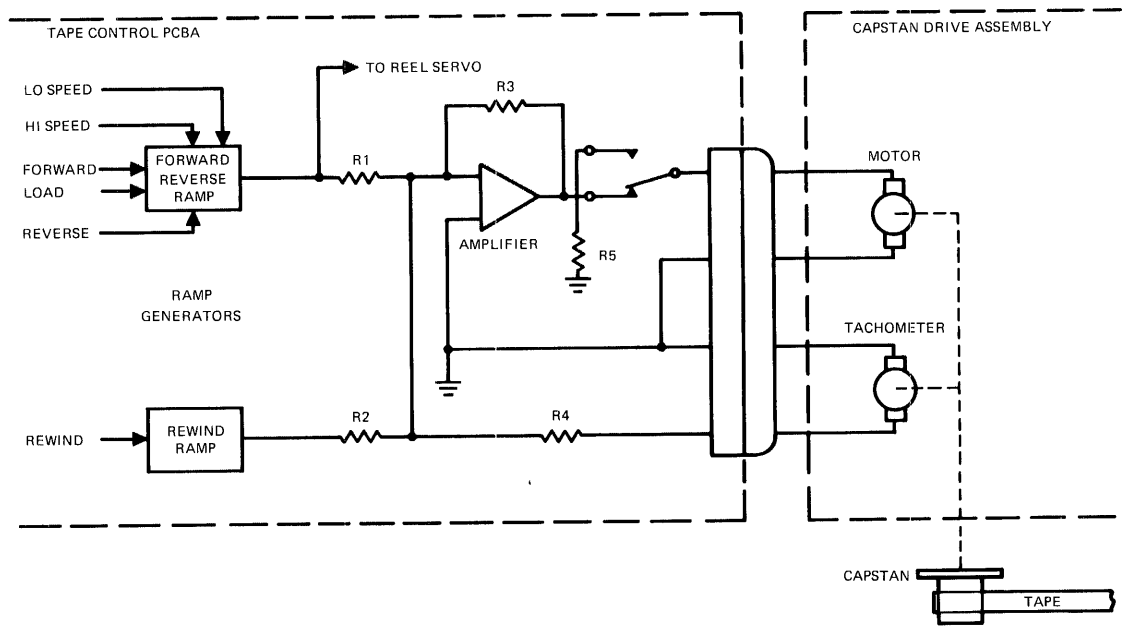 TAPE CONTROL PCBA
CAPSTAN DRIVE ASSEMBLY
TO REEL SERVO
LO SPEED
HI SPEED
FORWARD
LOAD
REVERSE
FORWARD
REVERSE
RAMP
R1
R3
AMPLIFIER
R5
MOTOR
RAMP
GENERATORS
TACHOMETER
REWIND
REWIND
RAMP
R2
R4
CAPSTAN
TAPE